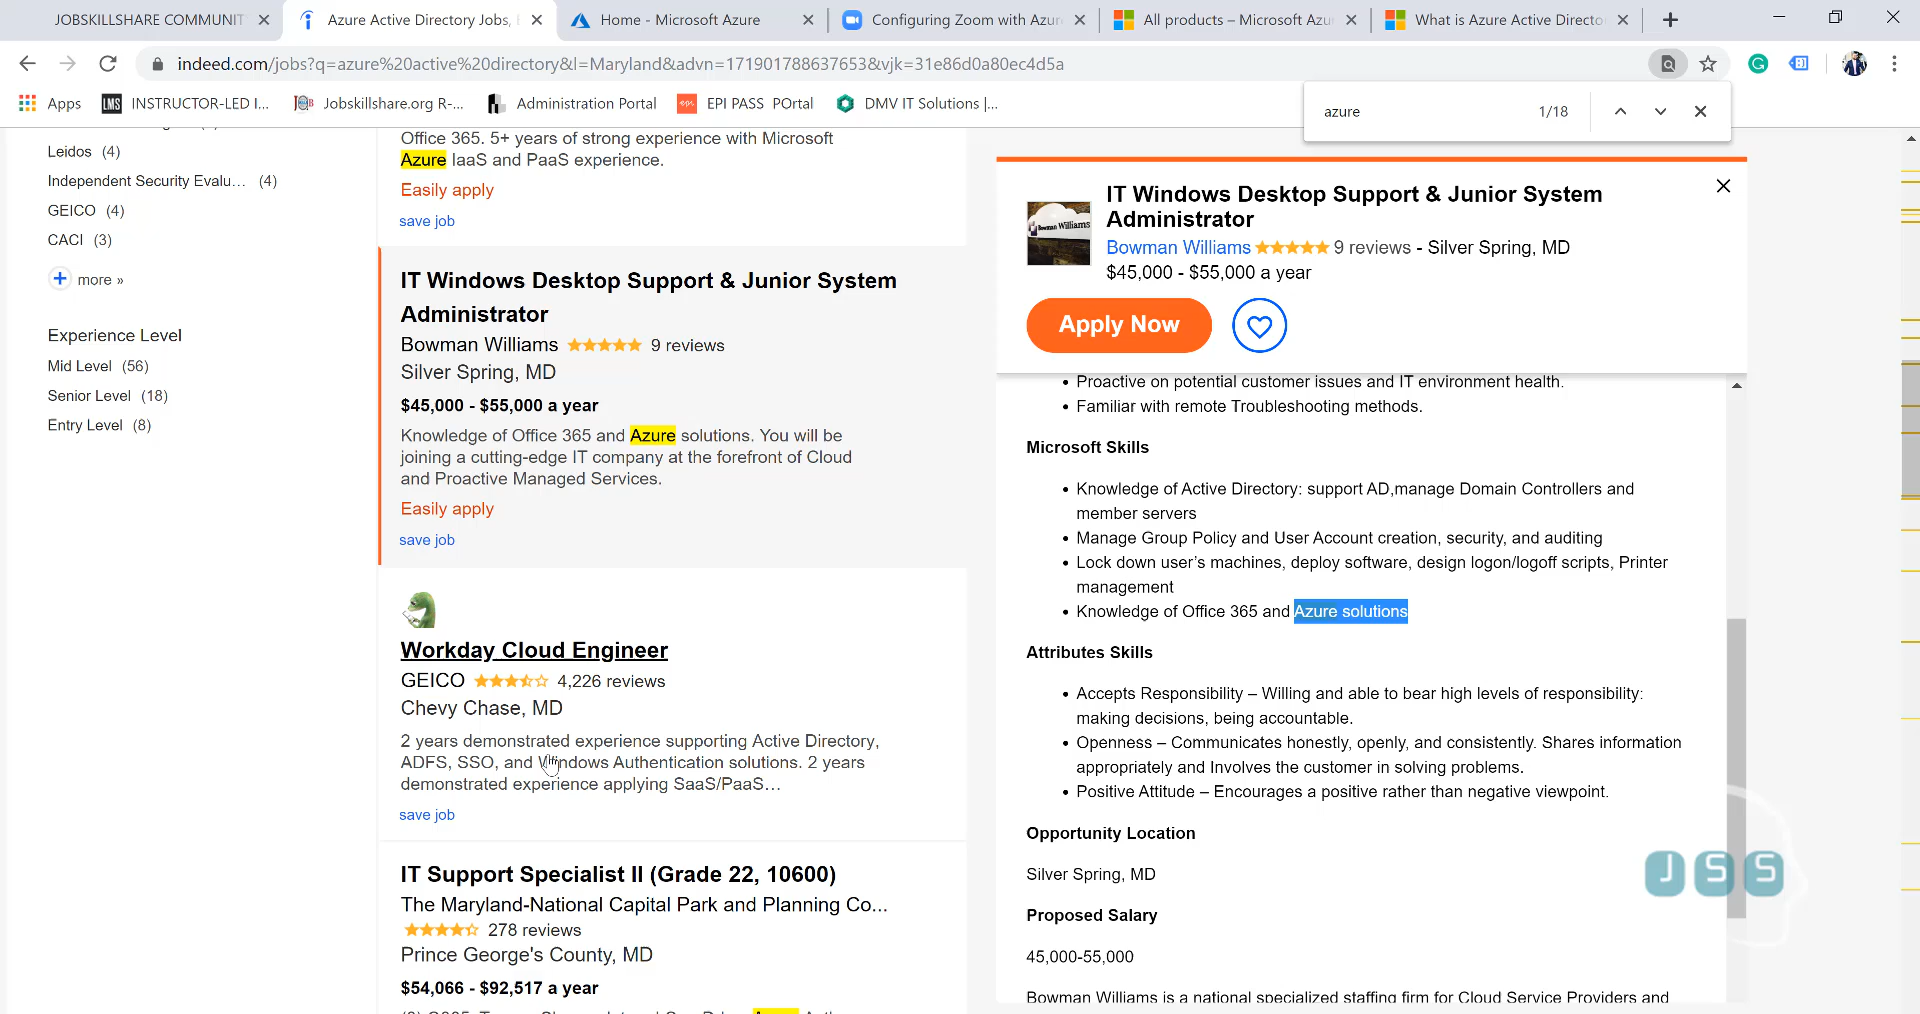 JOBSKILLSHARE COMMUNIT
Azure Active Directory Jobs, E
Home - Microsoft Azure
Configuring Zoom with Azur
All products – Microsoft Azu
What is Azure Active Directo
indeed.com/jobs?q=azure%20active%20directory&l=Maryland&advn=171901788637653&vjk=31e86d0a80ec4d5a
Apps
LMS
INSTRUCTOR-LED I...
Jobskillshare.org R-...
Administration Portal
EPI PASS POrtal
DMV IT Solutions |...
azure
1/18
Leidos (4)
Independent Security Evalu... (4)
GEICO (4)
CACI (3)
more »
Experience Level
Mid Level (56)
Senior Level (18)
Entry Level (8)
Office 365. 5+ years of strong experience with Microsoft
Azure IaaS and PaaS experience.
Easily apply
save job
IT Windows Desktop Support & Junior System
Administrator
Bowman Williams 9 reviews
Silver Spring, MD
$45,000 - $55,000 a year
Knowledge of Office 365 and Azure solutions. You will be
joining a cutting-edge IT company at the forefront of Cloud
and Proactive Managed Services.
Easily apply
save job
Workday Cloud Engineer
GEICO 4,226 reviews
Chevy Chase, MD
2 years demonstrated experience supporting Active Directory,
ADFS, SSO, and Windows Authentication solutions. 2 years
demonstrated experience applying SaaS/PaaS...
save job
IT Support Specialist II (Grade 22, 10600)
The Maryland-National Capital Park and Planning Co...
278 reviews
Prince George's County, MD
$54,066 - $92,517 a year
IT Windows Desktop Support & Junior System
Administrator
Bowman Williams
Bowman Williams 9 reviews - Silver Spring, MD
$45,000 - $55,000 a year
Apply Now
• Proactive on potential customer issues and IT environment health.
• Familiar with remote Troubleshooting methods.
Microsoft Skills
• Knowledge of Active Directory: support AD,manage Domain Controllers and
member servers
• Manage Group Policy and User Account creation, security, and auditing
• Lock down user's machines, deploy software, design logon/logoff scripts, Printer
management
• Knowledge of Office 365 and Azure solutions
Attributes Skills
• Accepts Responsibility – Willing and able to bear high levels of responsibility:
making decisions, being accountable.
• Openness – Communicates honestly, openly, and consistently. Shares information
appropriately and Involves the customer in solving problems.
• Positive Attitude – Encourages a positive rather than negative viewpoint.
Opportunity Location
Silver Spring, MD
Proposed Salary
45,000-55,000
Bowman Williams is a national specialized staffing firm for Cloud Service Providers and
JSS